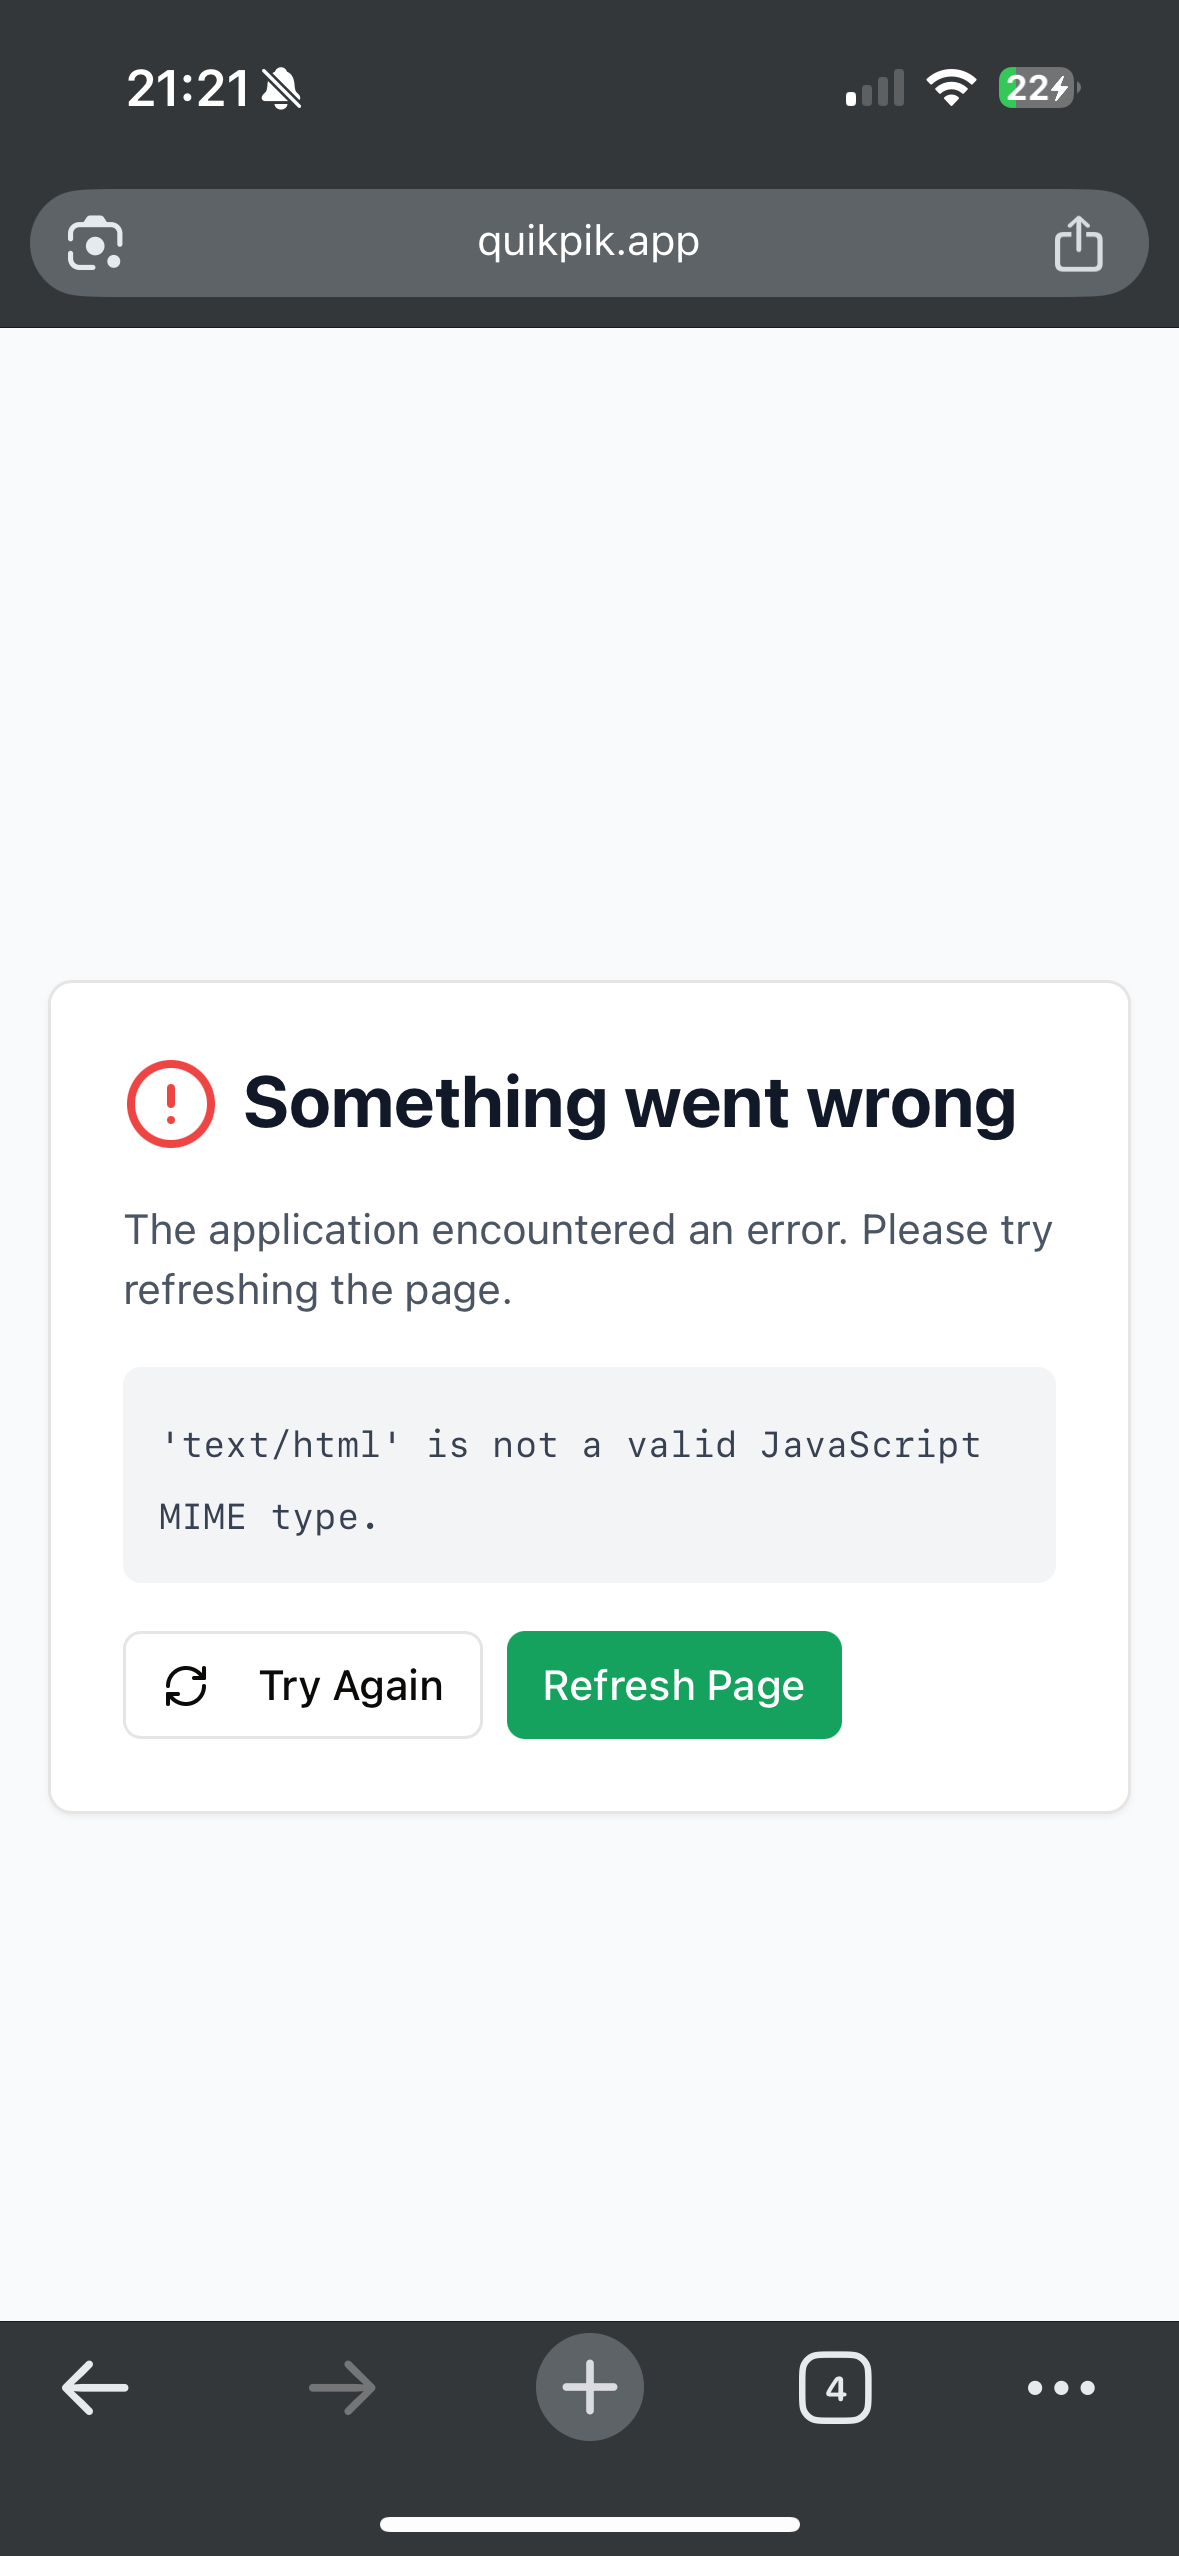 21:21
22
quikpik.app
Something went wrong
The application encountered an error. Please try
refreshing the page.
'text/html' is not a valid JavaScript
MIME type.
Try Again
Refresh Page
4